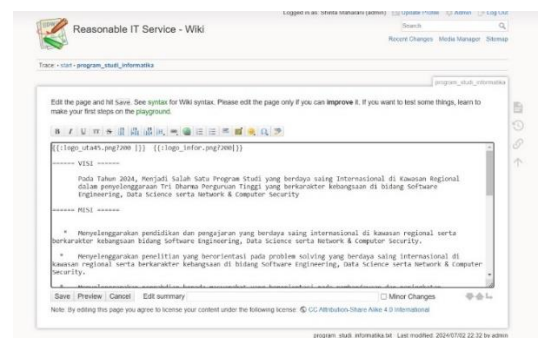 Logged in as: Shella Maharani (admin) Update Profile Admin Log Out
Reasonable IT Service - Wiki
Search
Recent Changes Media Manager Sitemap
Trace: • start • program_studi_informatika
program_studi_informatika
Edit the page and hit Save. See syntax for Wiki syntax. Please edit the page only if you can improve it. If you want to test some things, learn to
make your first steps on the playground.
{{:logo_uta45.png?200 |}} {{:logo_infor.png?200|}}
------ VISI ------
Pada Tahun 2024, Menjadi Salah Satu Program Studi yang berdaya saing Internasional di Kawasan Regional
dalam penyelenggaraan Tri Dharma Perguruan Tinggi yang berkarakter kebangsaan di bidang Software
Engineering, Data Science serta Network & Computer Security
------ MISI ------
* Menyelenggarakan pendidikan dan pengajaran yang berdaya saing internasional di kawasan regional serta
berkarakter kebangsaan bidang Software Engineering, Data Science serta Network & Computer Security.
* Menyelenggarakan penelitian yang berorientasi pada problem solving yang berdaya saing internasional di
kawasan regional serta berkarakter kebangsaan di bidang Software Engineering, Data Science serta Network & Computer
Security.
Save Preview Cancel Edit summary Minor Changes
Note: By editing this page you agree to license your content under the following license: CC Attribution-Share Alike 4.0 International
program_studi_informatika.txt Last modified: 2024/07/02 22:32 by admin